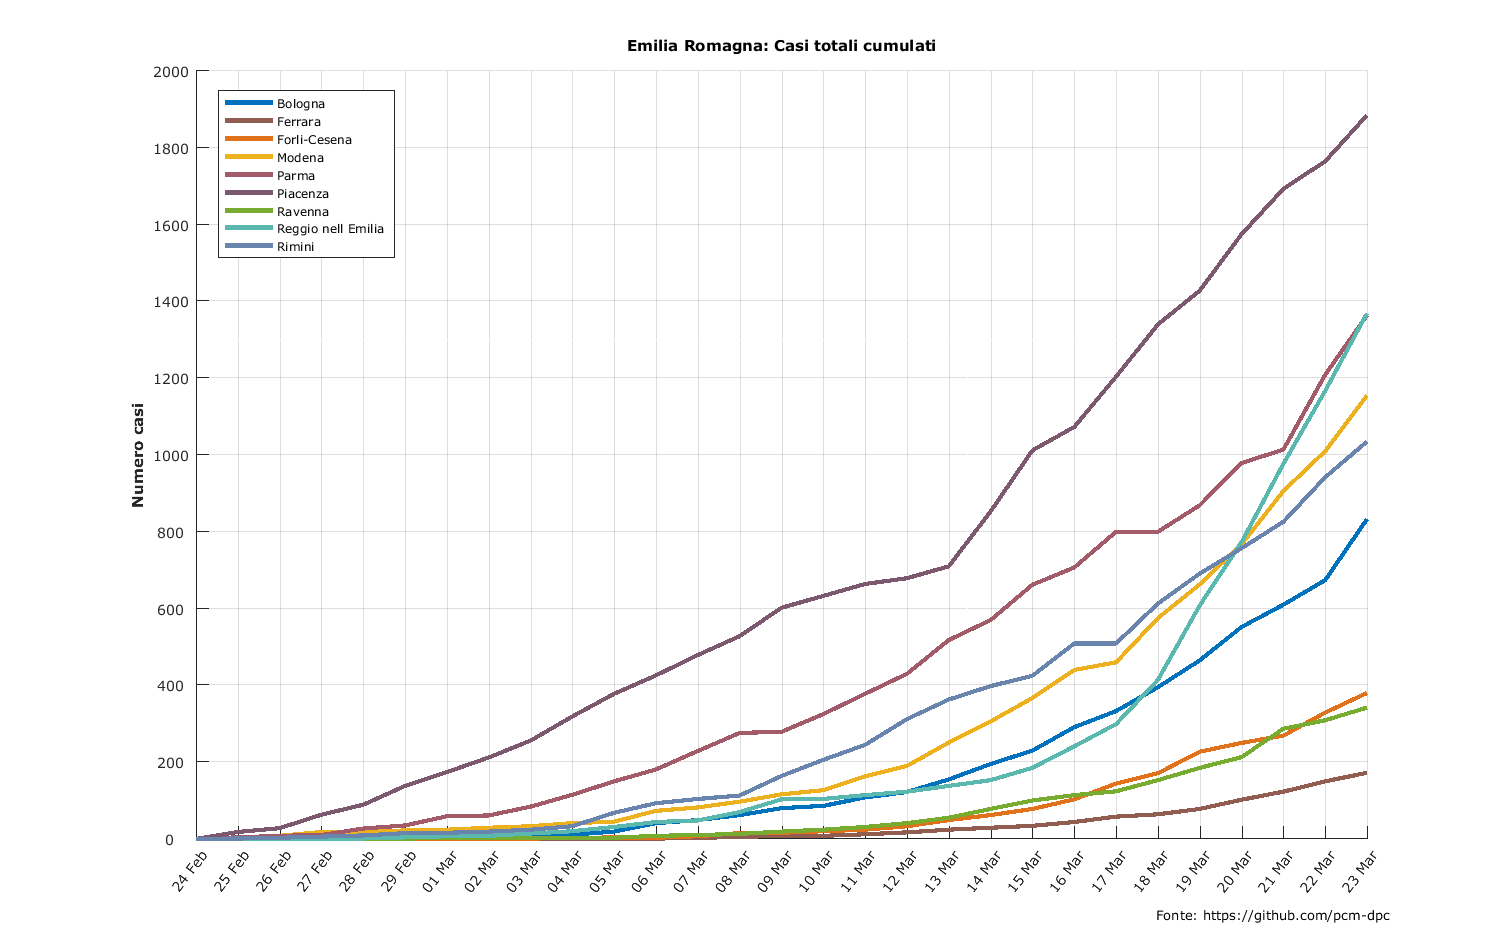 Emilia Romagna: Casi totali cumulati
2000
1800
1600
1400
1200
1000
800
600
400
200
0
Numero casi
Bologna
Ferrara
Forlì-Cesena
Modena
Parma
Piacenza
Ravenna
Reggio nell Emilia
Rimini
24 Feb
25 Feb
26 Feb
27 Feb
28 Feb
29 Feb
01 Mar
02 Mar
03 Mar
04 Mar
05 Mar
06 Mar
07 Mar
08 Mar
09 Mar
10 Mar
11 Mar
12 Mar
13 Mar
14 Mar
15 Mar
16 Mar
17 Mar
18 Mar
19 Mar
20 Mar
21 Mar
22 Mar
23 Mar
Fonte: https://github.com/pcm-dpc